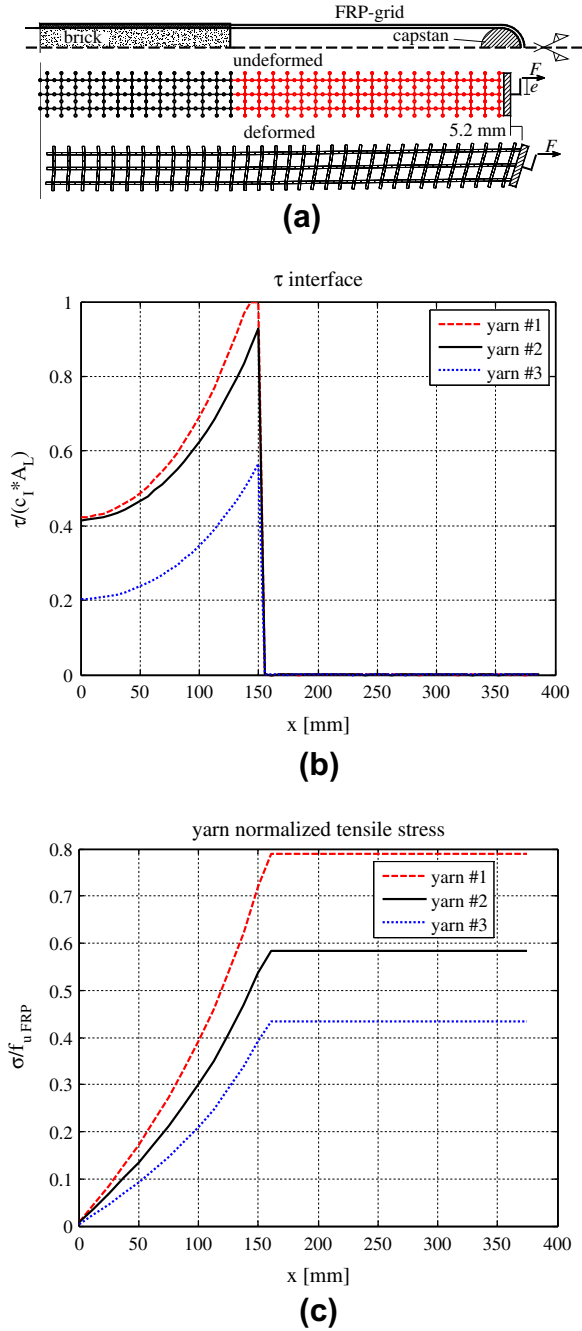 FRP-grid
brick
capstan
undeformed
F
e
deformed
5.2 mm
F
(a)
τ interface
1
0.8
0.6
0.4
0.2
0
τ/(c_I*A_L)
yarn #1
yarn #2
yarn #3
0 50 100 150 200 250 300 350 400
x [mm]
(b)
yarn normalized tensile stress
0.8
0.7
0.6
0.5
0.4
0.3
0.2
0.1
0
σ/f_u FRP
yarn #1
yarn #2
yarn #3
0 50 100 150 200 250 300 350 400
x [mm]
(c)